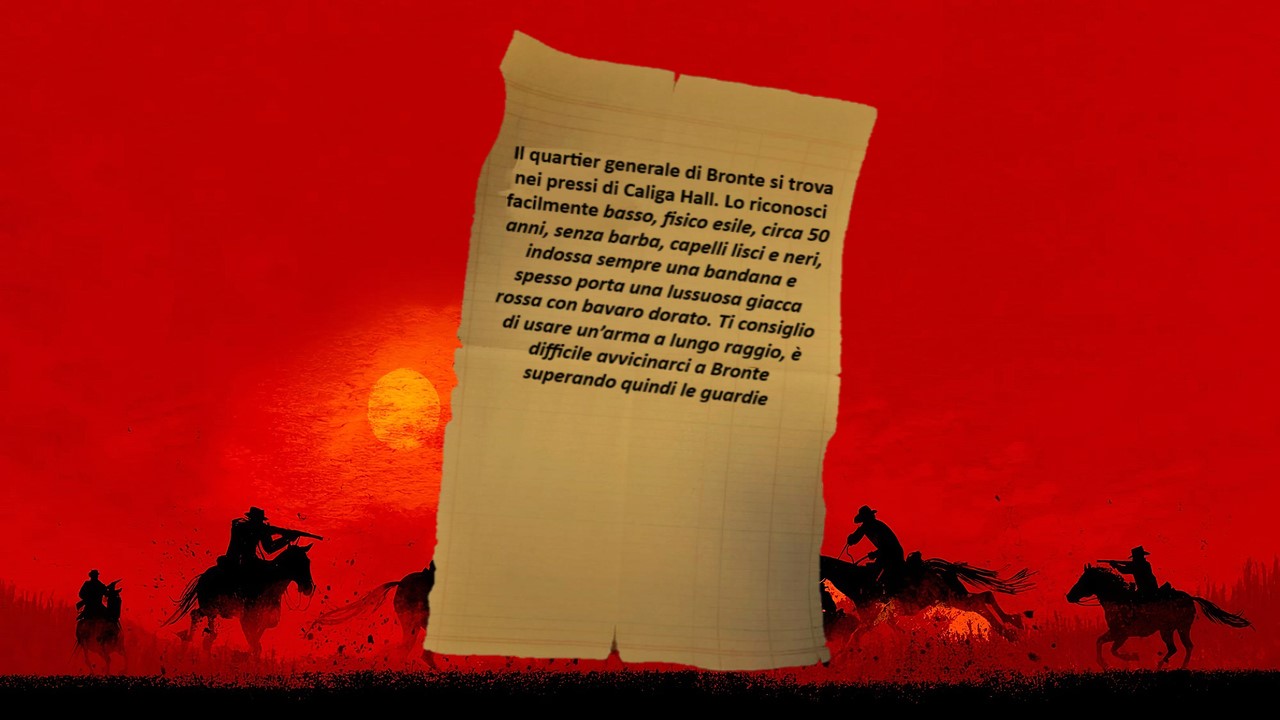 Il quartier generale di Bronte si trova
nei pressi di Caliga Hall. Lo riconosci
facilmente basso, fisico esile, circa 50
anni, senza barba, capelli lisci e neri,
indossa sempre una bandana e
spesso porta una lussuosa giacca
rossa con bavaro dorato. Ti consiglio
di usare un’arma a lungo raggio, è
difficile avvicinarci a Bronte
superando quindi le guardie